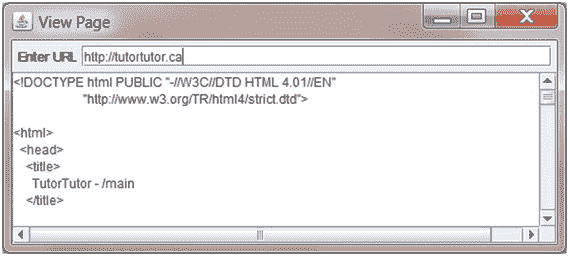 View Page
Enter URL http://tutortutor.ca
<!DOCTYPE html PUBLIC "-//W3C//DTD HTML 4.01//EN"
"http://www.w3.org/TR/html4/strict.dtd">
<html>
<head>
<title>
TutorTutor - /main
</title>